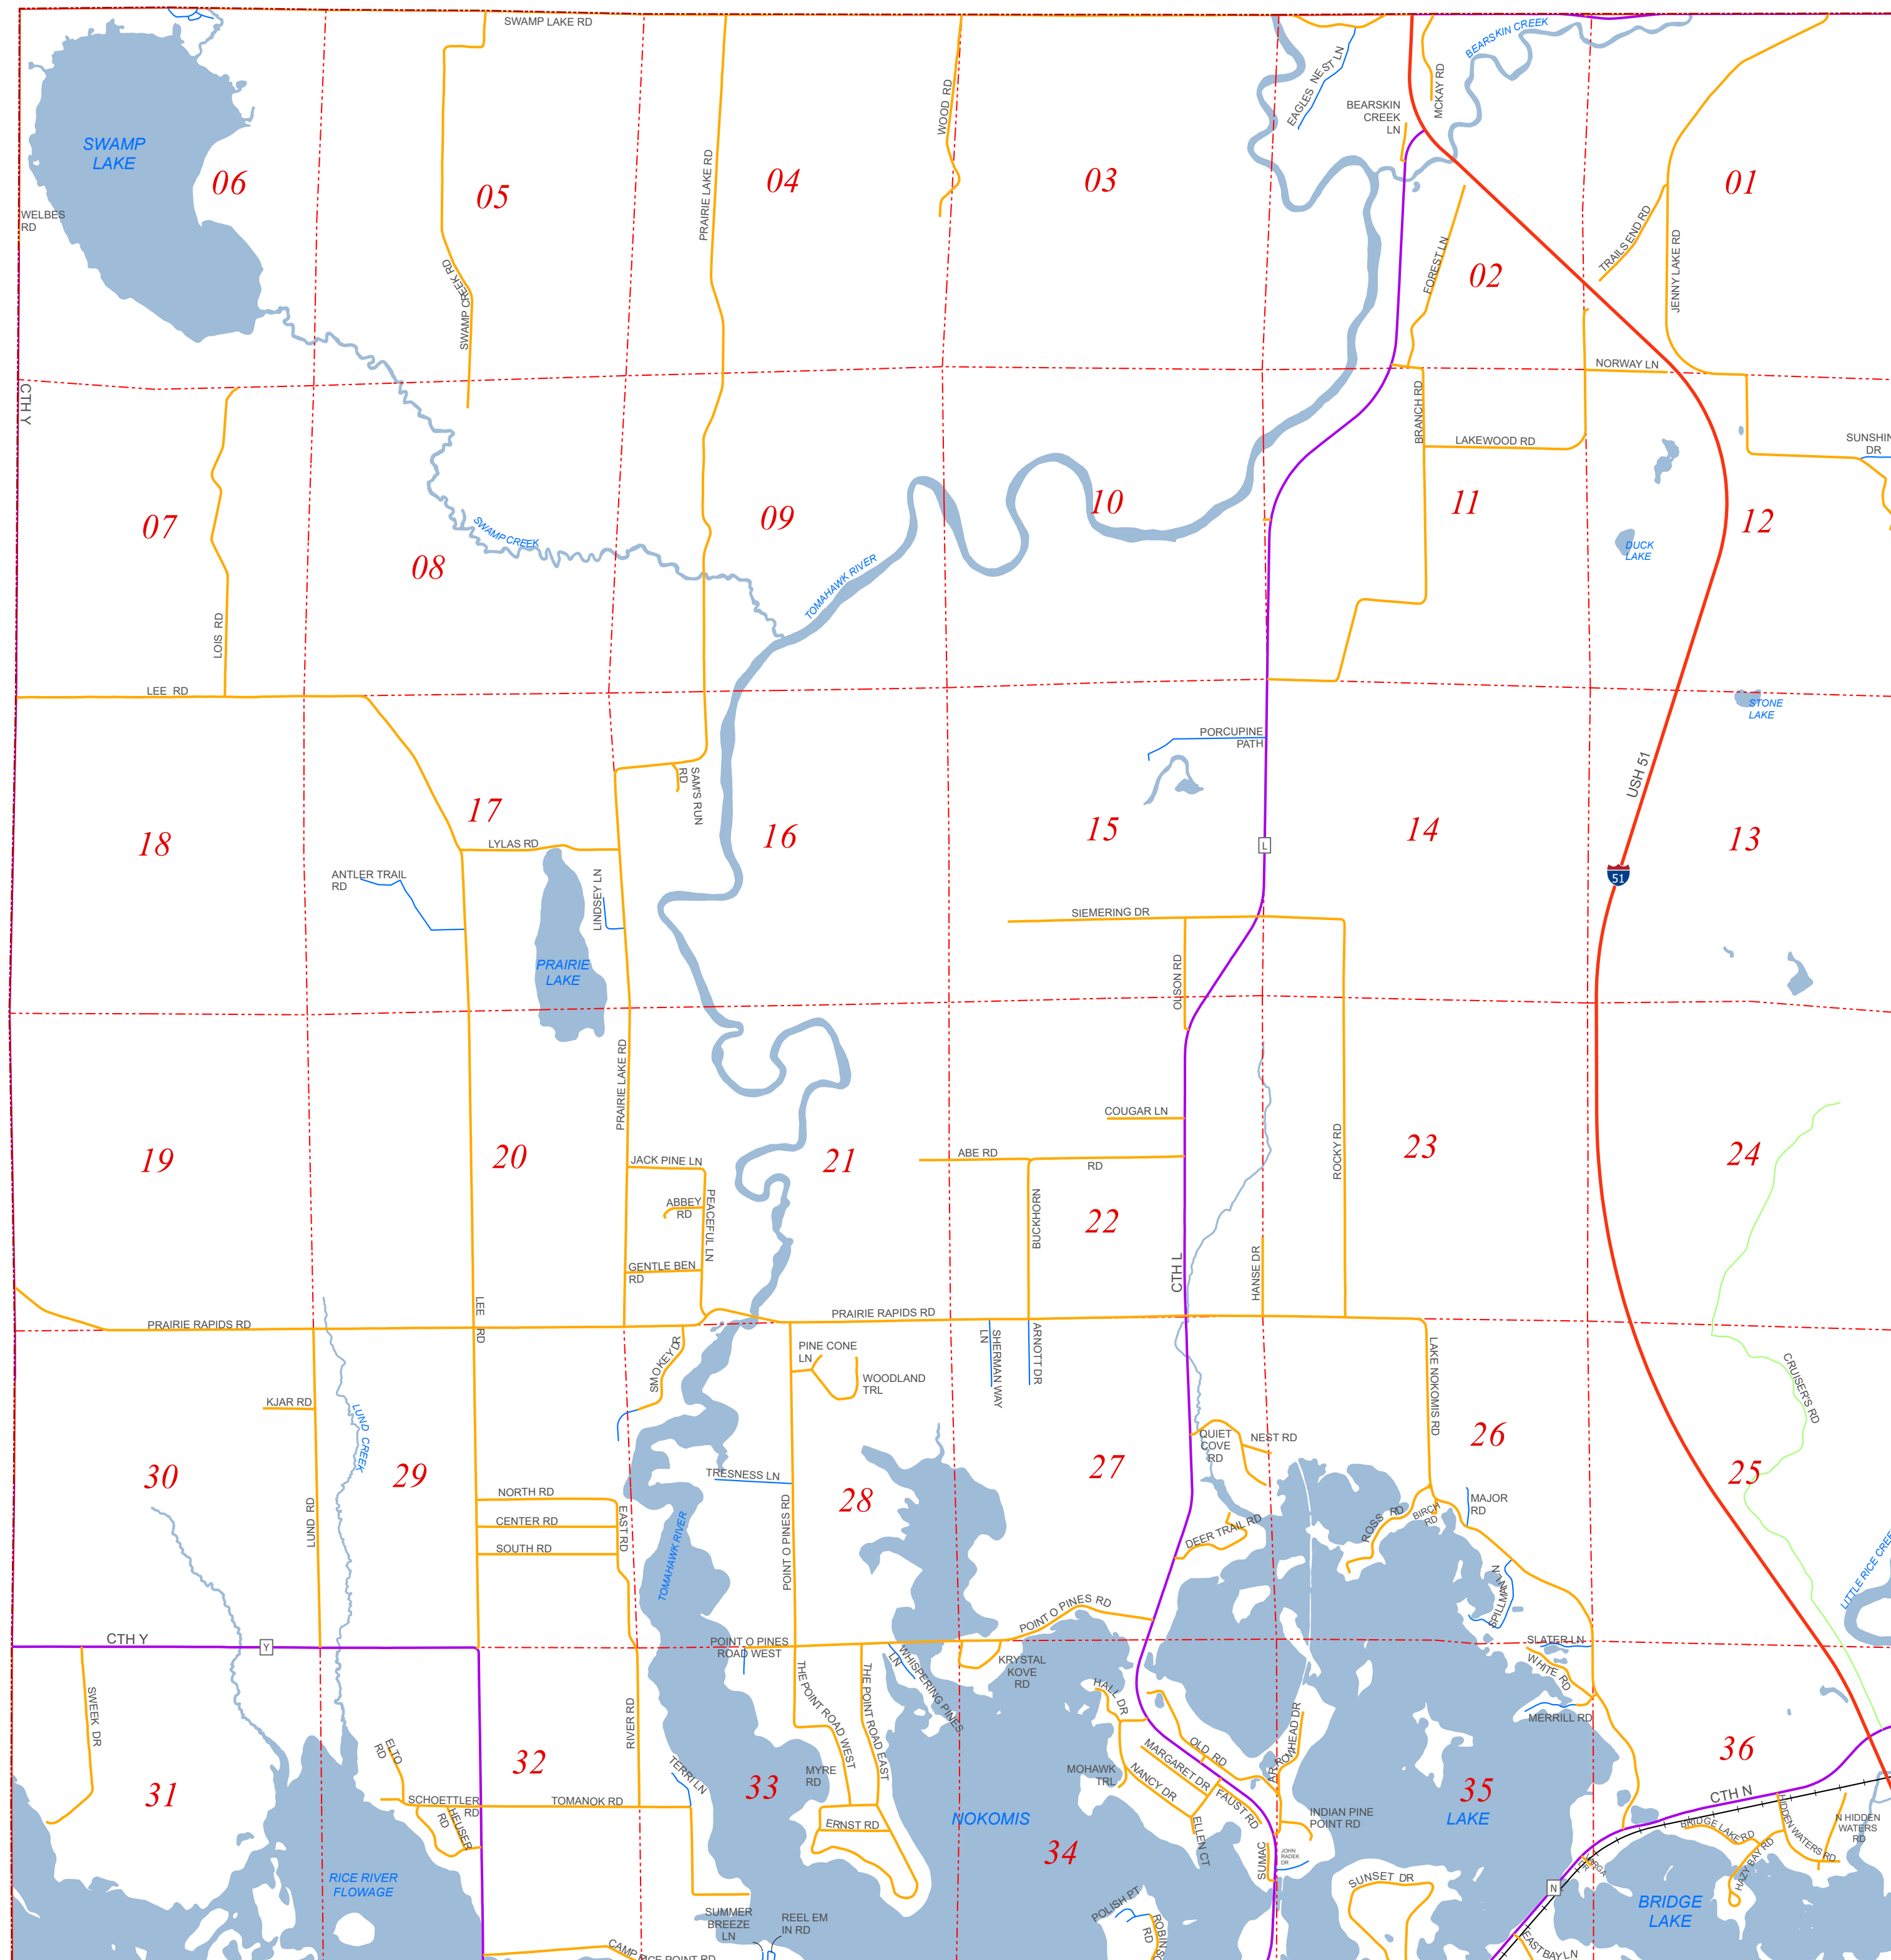 SWAMP LAKE RD
BEARSKIN CREEK
EAGLES NEST LN
MCKAY RD
WOOD RD
BEARSKIN
CREEK
LN
SWAMP
LAKE
PRAIRIE LAKE RD
06
05
04
03
01
WELBES
RD
TRAILS END RD
FOREST LN
JENNY LAKE RD
02
SWAMP CREEK RD
CTH Y
NORWAY LN
BRANCH RD
LAKEWOOD RD
SUNSHIN
DR
07
08
09
10
11
12
SWAMP CREEK
TOMAHAWK RIVER
DUCK
LAKE
LOIS RD
LEE RD
STONE
LAKE
PORCUPINE
PATH
SAM'S RUN
RD
USH 51
17
18
16
15
14
13
LYLAS RD
L
51
ANTLER TRAIL
RD
LINDSEY LN
SIEMERING DR
PRAIRIE
LAKE
OLSON RD
PRAIRIE LAKE RD
COUGAR LN
ROCKY RD
19
20
21
23
24
JACK PINE LN
ABE RD
RD
ABBEY
RD
PEACEFUL LN
BUCKHORN
22
GENTLE BEN
RD
CTH L
HANSE DR
LEE RD
PRAIRIE RAPIDS RD
PRAIRIE RAPIDS RD
SMOKEY DR
PINE CONE
LN
WOODLAND
TRL
SHERMAN WAY
LN
ARNOTT DR
LAKE NOKOMIS RD
CRUISER'S RD
KJAR RD
LUND CREEK
QUIET
COVE
RD
NEST RD
26
30
29
TRESNESS LN
28
27
25
NORTH RD
CENTER RD
SOUTH RD
EAST RD
LUND RD
TOMAHAWK RIVER
POINT O PINES RD
DEER TRAIL RD
ROSS RD
BIRCH
RD
MAJOR
RD
SPILLMAN LN
LITTLE RICE CREE
POINT O PINES RD
CTH Y
Y
POINT O PINES
ROAD WEST
SLATER LN
WHITE RD
MERRILL RD
KRYSTAL
KOVE
RD
WHISPERING PINES
LN
SWEEK DR
RIVER RD
THE POINT ROAD WEST
THE POINT ROAD EAST
HALL DR
OLD RD
ARROWHEAD DR
ELTO
RD
32
TERRI LN
MYRE
RD
MOHAWK
TRL
MARGARET DR
NANCY DR
FAUST RD
36
31
33
35
CTH N
SCHOETTLER
RD
HEUSER
RD
TOMANOK RD
ERNST RD
NOKOMIS
LAKE
34
ELLEN CT
SUMAC
INDIAN PINE
POINT RD
JOHN
RADEK
DR
BRIDGE LAKE RD
HIDDEN WATERS RD
N HIDDEN
WATERS
RD
HAZY BAY RD
RICE RIVER
FLOWAGE
SUNSET DR
N
BRIDGE
LAKE
SUMMER
BREEZE
LN
REEL EM
IN RD
POLISH PT
RD
EAST BAY LN